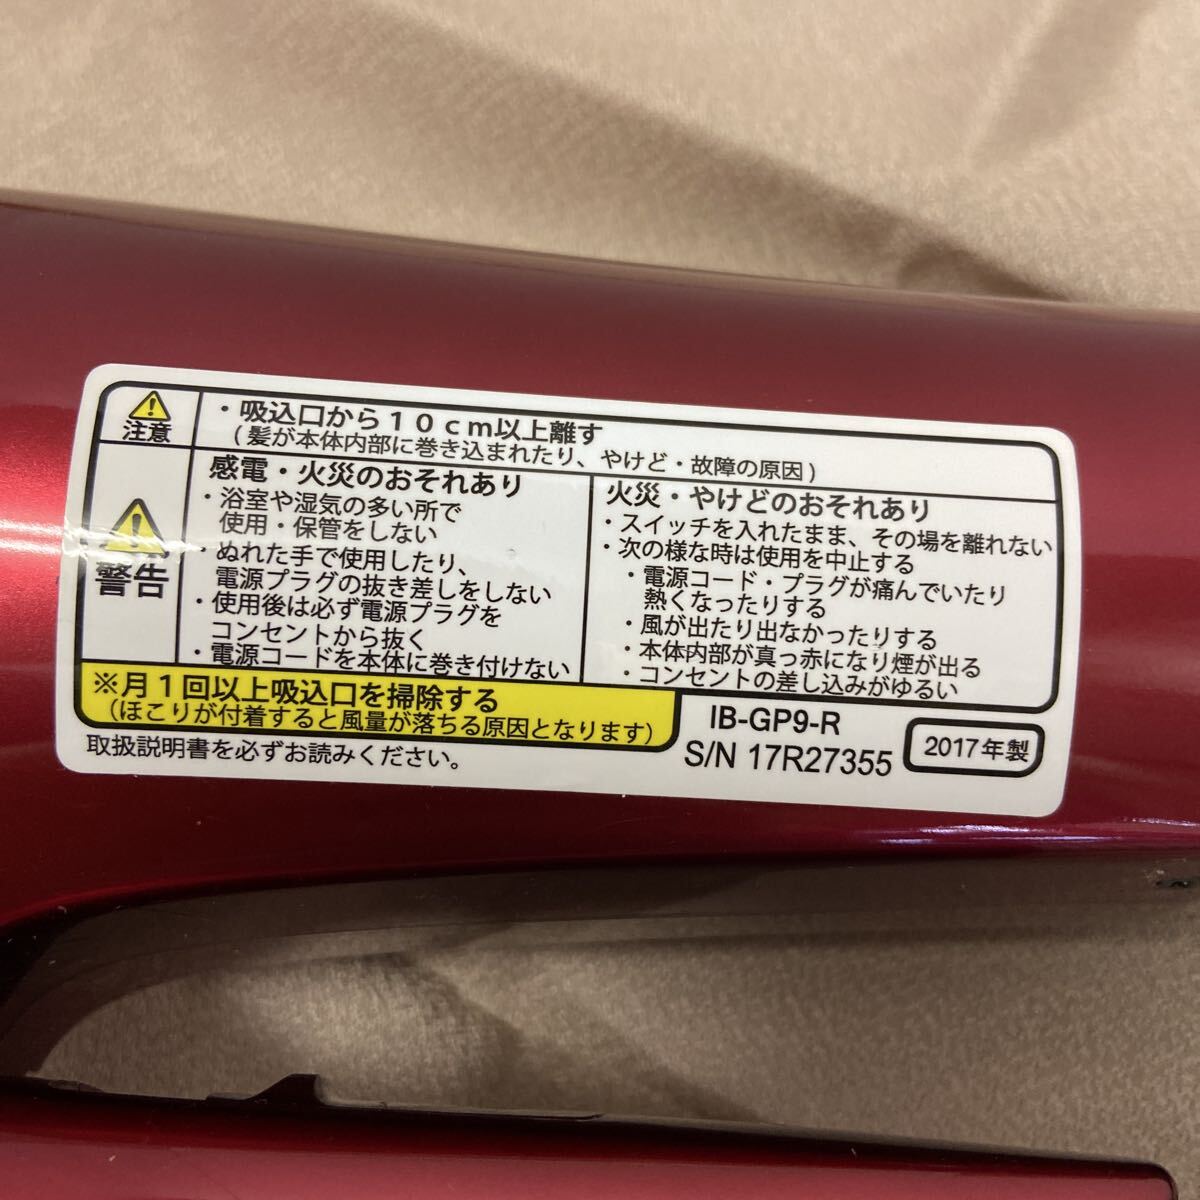 注意
・吸込口から１０ｃｍ以上離す
（髪が本体内部に巻き込まれたり、やけど・故障の原因）
警告
感電・火災のおそれあり
・浴室や湿気の多い所で
使用・保管をしない
・ぬれた手で使用したり、
電源プラグの抜き差しをしない
・使用後は必ず電源プラグを
コンセントから抜く
・電源コードを本体に巻き付けない
火災・やけどのおそれあり
・スイッチを入れたまま、その場を離れない
・次の様な時は使用を中止する
・電源コード・プラグが痛んでいたり
熱くなったりする
・風が出たり出なかったりする
・本体内部が真っ赤になり煙が出る
・コンセントの差し込みがゆるい
※月１回以上吸込口を掃除する
（ほこりが付着すると風量が落ちる原因となります）
取扱説明書を必ずお読みください。
IB-GP9-R
S/N 17R27355
2017年製